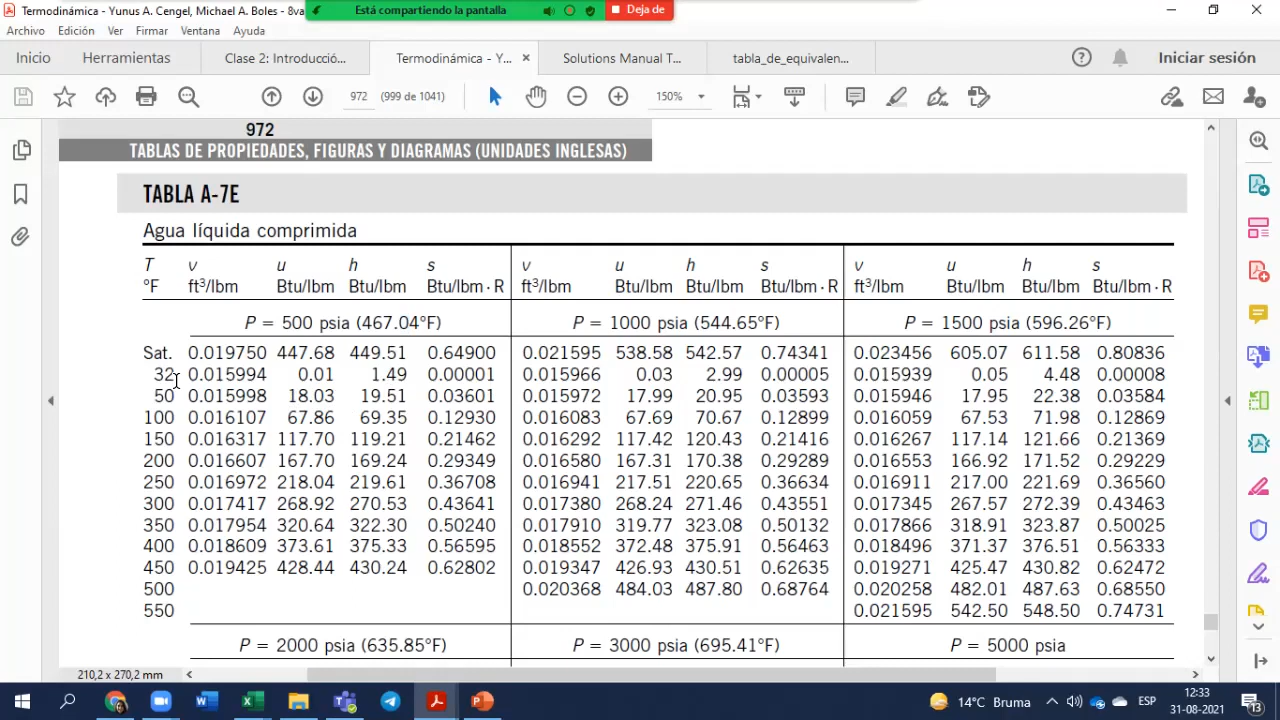 Termodinámica - Yunus A. Cengel, Michael A. Boles - 8va
Está compartiendo la pantalla
Deja de
Archivo Edición Ver Firmar Ventana Ayuda
Inicio Herramientas Clase 2: Introducció... Termodinámica - Y... × Solutions Manual T... tabla_de_equivalen... Iniciar sesión
972 (999 de 1041) 150%
972
TABLAS DE PROPIEDADES, FIGURAS Y DIAGRAMAS (UNIDADES INGLESAS)
TABLA A-7E
Agua líquida comprimida
T v u h s v u h s v u h s
°F ft³/lbm Btu/lbm Btu/lbm Btu/lbm · R ft³/lbm Btu/lbm Btu/lbm Btu/lbm · R ft³/lbm Btu/lbm Btu/lbm Btu/lbm · R
P = 500 psia (467.04°F) P = 1000 psia (544.65°F) P = 1500 psia (596.26°F)
Sat. 0.019750 447.68 449.51 0.64900 0.021595 538.58 542.57 0.74341 0.023456 605.07 611.58 0.80836
32 0.015994 0.01 1.49 0.00001 0.015966 0.03 2.99 0.00005 0.015939 0.05 4.48 0.00008
50 0.015998 18.03 19.51 0.03601 0.015972 17.99 20.95 0.03593 0.015946 17.95 22.38 0.03584
100 0.016107 67.86 69.35 0.12930 0.016083 67.69 70.67 0.12899 0.016059 67.53 71.98 0.12869
150 0.016317 117.70 119.21 0.21462 0.016292 117.42 120.43 0.21416 0.016267 117.14 121.66 0.21369
200 0.016607 167.70 169.24 0.29349 0.016580 167.31 170.38 0.29289 0.016553 166.92 171.52 0.29229
250 0.016972 218.04 219.61 0.36708 0.016941 217.51 220.65 0.36634 0.016911 217.00 221.69 0.36560
300 0.017417 268.92 270.53 0.43641 0.017380 268.24 271.46 0.43551 0.017345 267.57 272.39 0.43463
350 0.017954 320.64 322.30 0.50240 0.017910 319.77 323.08 0.50132 0.017866 318.91 323.87 0.50025
400 0.018609 373.61 375.33 0.56595 0.018552 372.48 375.91 0.56463 0.018496 371.37 376.51 0.56333
450 0.019425 428.44 430.24 0.62802 0.019347 426.93 430.51 0.62635 0.019271 425.47 430.82 0.62472
500 0.020368 484.03 487.80 0.68764 0.020258 482.01 487.63 0.68550
550 0.021595 542.50 548.50 0.74731
P = 2000 psia (635.85°F) P = 3000 psia (695.41°F) P = 5000 psia
210,2 x 270,2 mm
14°C Bruma ESP 12:33
31-08-2021
13